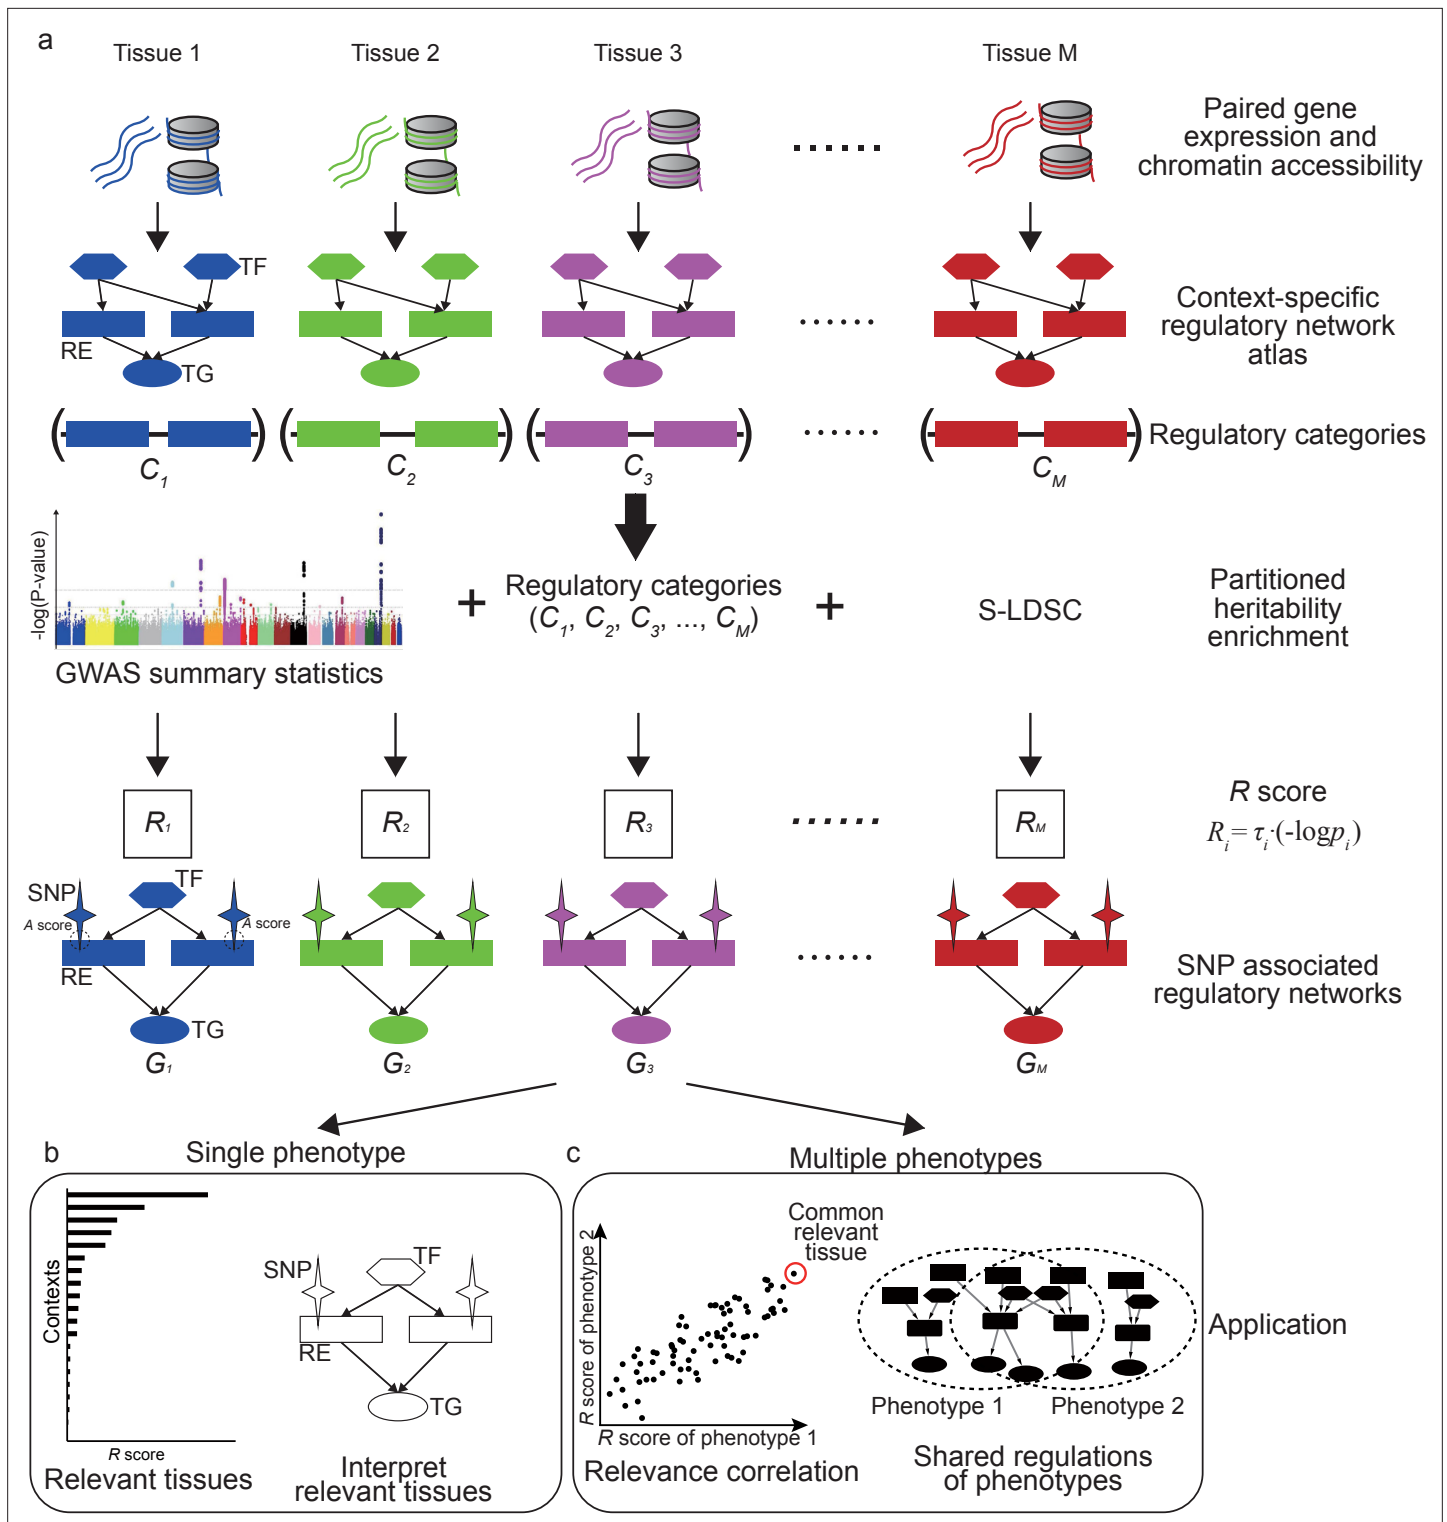 a
Tissue 1
Tissue 2
Tissue 3
Tissue M
Paired gene
expression and
chromatin accessibility
TF
RE
TG
Context-specific
regulatory network
atlas
C1
C2
C3
CM
Regulatory categories
-log(P-value)
GWAS summary statistics
+
Regulatory categories
(C1, C2, C3, ..., CM)
+
S-LDSC
Partitioned
heritability
enrichment
R1
R2
R3
RM
R score
Ri = τi·(-logpi)
SNP
TF
A score
A score
RE
TG
SNP associated
regulatory networks
G1
G2
G3
GM
b
Single phenotype
Contexts
R score
Relevant tissues
SNP
TF
RE
TG
Interpret
relevant tissues
c
Multiple phenotypes
R score of phenotype 2
Common
relevant
tissue
R score of phenotype 1
Relevance correlation
Phenotype 1
Phenotype 2
Shared regulations
of phenotypes
Application